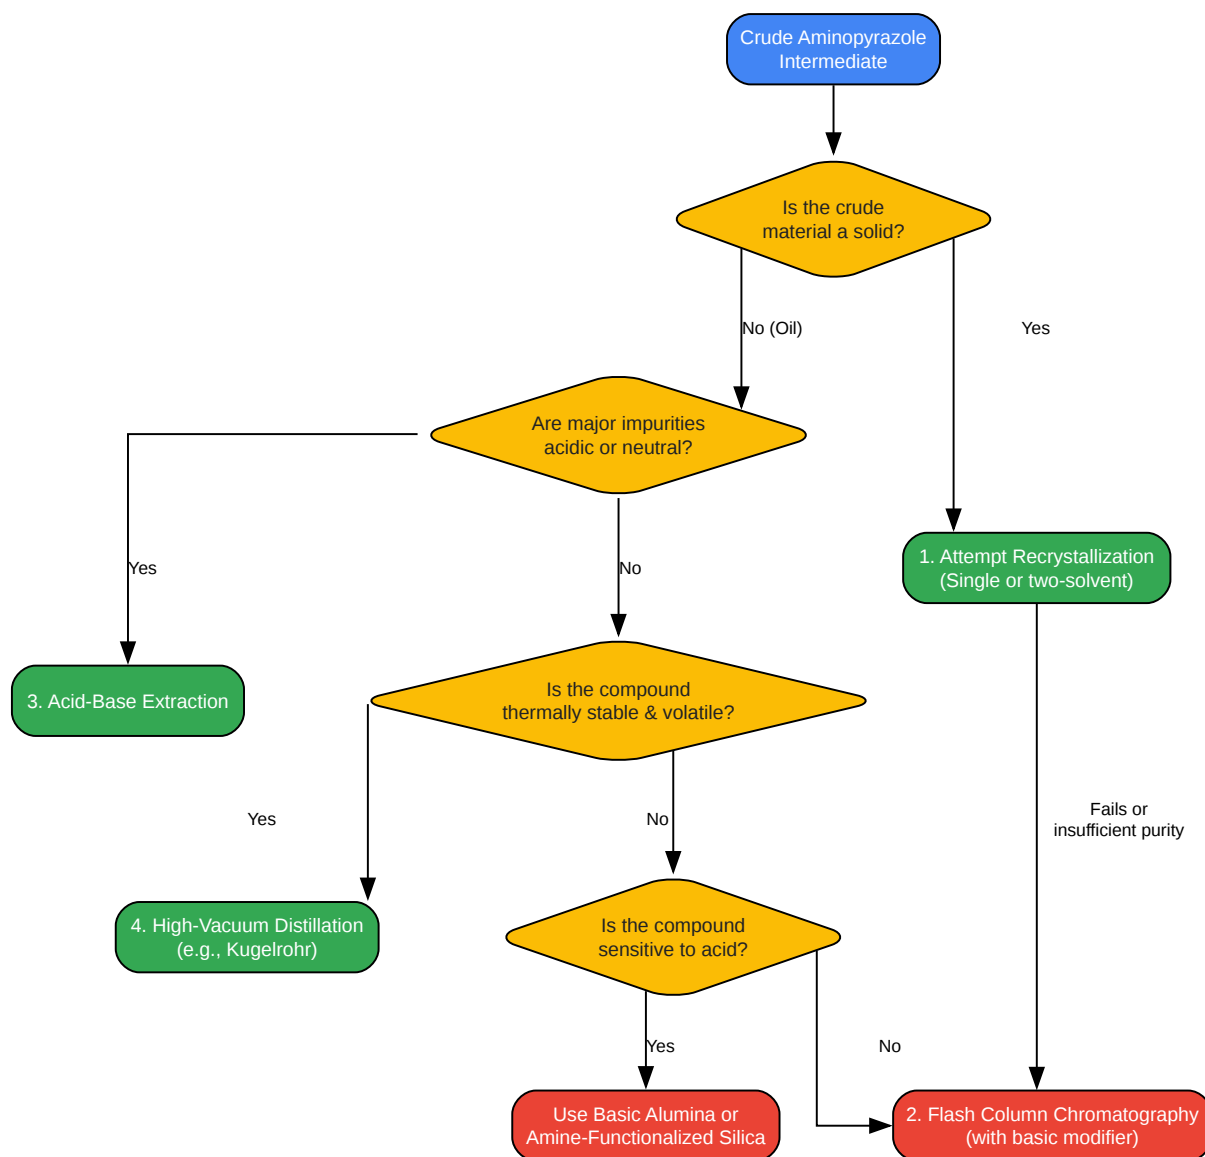 Crude Aminopyrazole
Intermediate
Is the crude
material a solid?
No (Oil)
Yes
Are major impurities
acidic or neutral?
Yes
No
1. Attempt Recrystallization
(Single or two-solvent)
3. Acid-Base Extraction
Is the compound
thermally stable & volatile?
Yes
No
Fails or
insufficient purity
4. High-Vacuum Distillation
(e.g., Kugelrohr)
Is the compound
sensitive to acid?
Yes
No
Use Basic Alumina or
Amine-Functionalized Silica
2. Flash Column Chromatography
(with basic modifier)